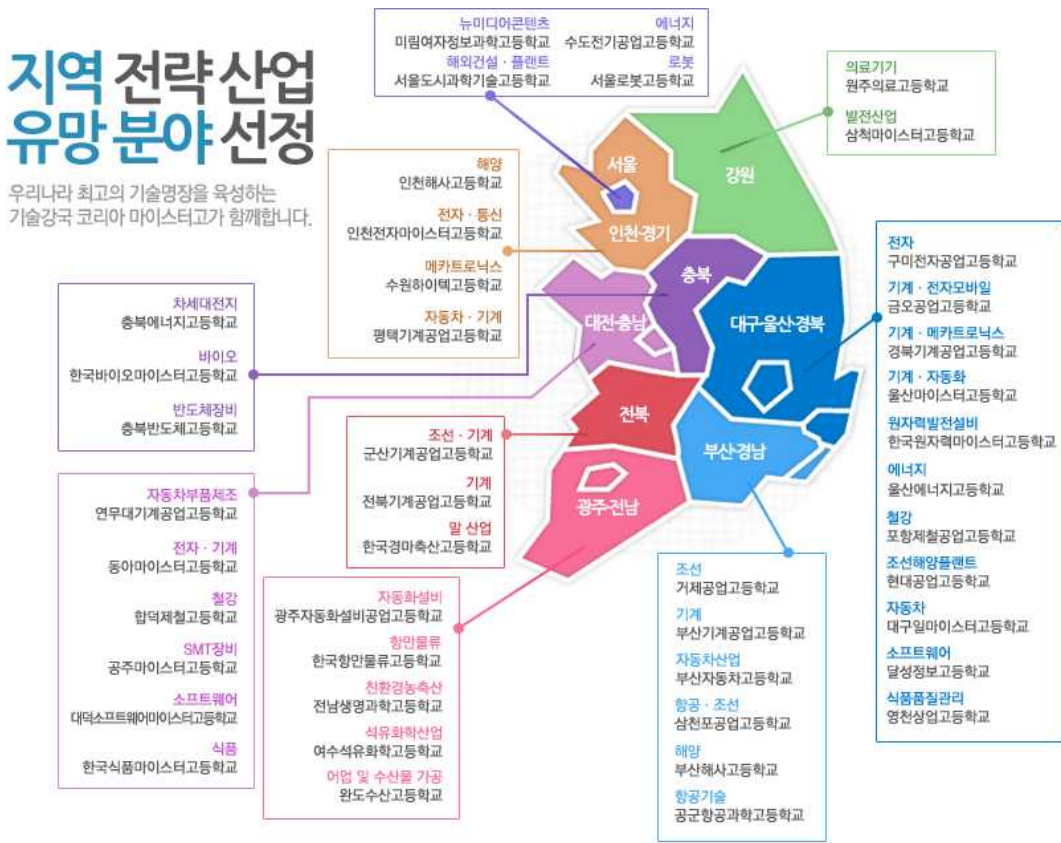 지역 전략 산업
유망 분야 선정
우리나라 최고의 기술명장을 육성하는
기술강국 코리아 마이스터고가 함께합니다.
뉴미디어콘텐츠
미림여자정보과학고등학교
에너지
수도전기공업고등학교
해외건설 · 플랜트
서울도시과학기술고등학교
로봇
서울로봇고등학교
의료기기
원주의료고등학교
발전산업
삼척마이스터고등학교
해양
인천해사고등학교
전자 · 통신
인천전자마이스터고등학교
메카트로닉스
수원하이텍고등학교
자동차 · 기계
평택기계공업고등학교
서울
인천·경기
강원
충북
대전·충남
대구·울산·경북
전북
부산·경남
광주·전남
차세대전지
충북에너지고등학교
바이오
한국바이오마이스터고등학교
반도체장비
충북반도체고등학교
자동차부품제조
연무대기계공업고등학교
전자 · 기계
동아마이스터고등학교
철강
합덕제철고등학교
SMT장비
공주마이스터고등학교
소프트웨어
대덕소프트웨어마이스터고등학교
식품
한국식품마이스터고등학교
조선 · 기계
군산기계공업고등학교
기계
전북기계공업고등학교
말 산업
한국경마축산고등학교
자동화설비
광주자동화설비공업고등학교
항만물류
한국항만물류고등학교
친환경농축산
전남생명과학고등학교
석유화학산업
여수석유화학고등학교
어업 및 수산물 가공
완도수산고등학교
조선
거제공업고등학교
기계
부산기계공업고등학교
자동차산업
부산자동차고등학교
항공 · 조선
삼천포공업고등학교
해양
부산해사고등학교
항공기술
공군항공과학고등학교
전자
구미전자공업고등학교
기계 · 전자모바일
금오공업고등학교
기계 · 메카트로닉스
경북기계공업고등학교
기계 · 자동화
울산마이스터고등학교
원자력발전설비
한국원자력마이스터고등학교
에너지
울산에너지고등학교
철강
포항제철공업고등학교
조선해양플랜트
현대공업고등학교
자동차
대구일마이스터고등학교
소프트웨어
달성정보고등학교
식품품질관리
영천상업고등학교